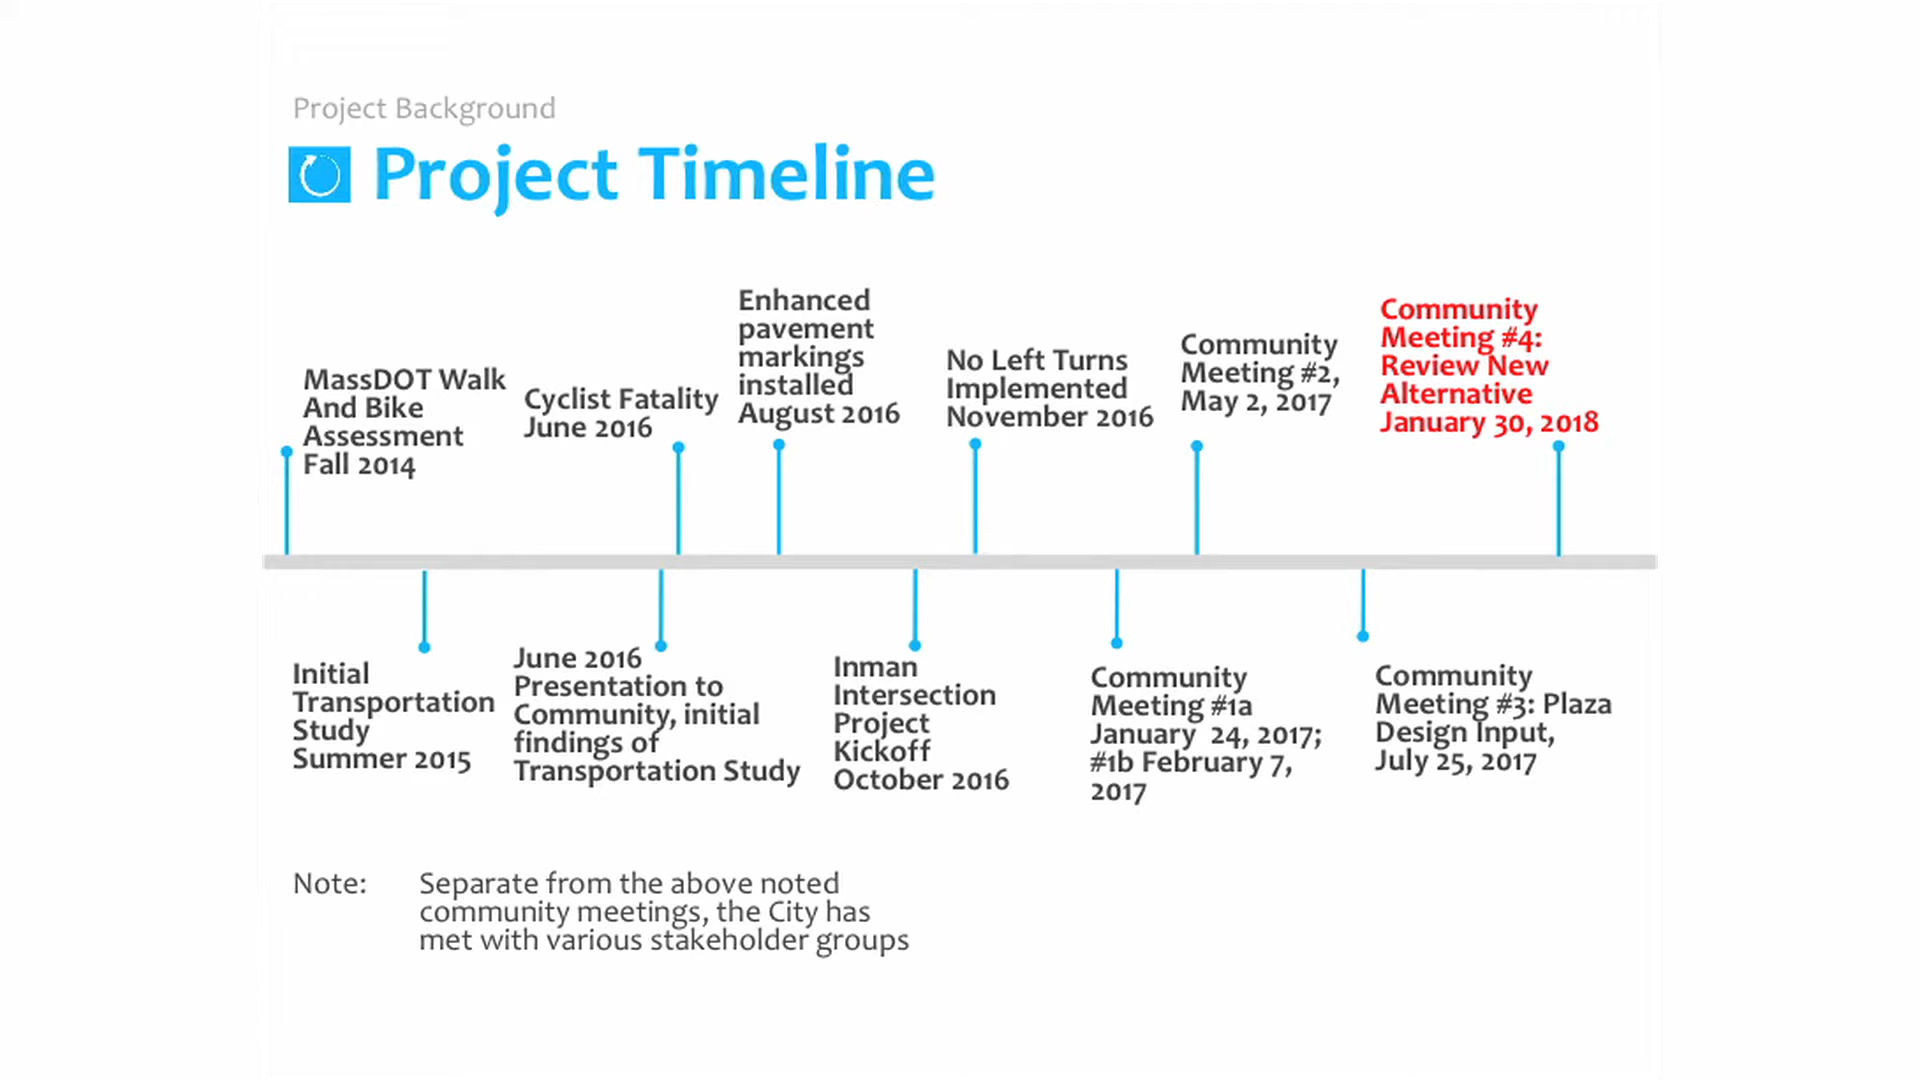 Project Background
Project Timeline
MassDOT Walk
And Bike
Assessment
Fall 2014
Cyclist Fatality
June 2016
Enhanced
pavement
markings
installed
August 2016
No Left Turns
Implemented
November 2016
Community
Meeting #2,
May 2, 2017
Community
Meeting #4:
Review New
Alternative
January 30, 2018
Initial
Transportation
Study
Summer 2015
June 2016
Presentation to
Community, initial
findings of
Transportation Study
Inman
Intersection
Project
Kickoff
October 2016
Community
Meeting #1a
January 24, 2017;
#1b February 7,
2017
Community
Meeting #3: Plaza
Design Input,
July 25, 2017
Note: Separate from the above noted
community meetings, the City has
met with various stakeholder groups